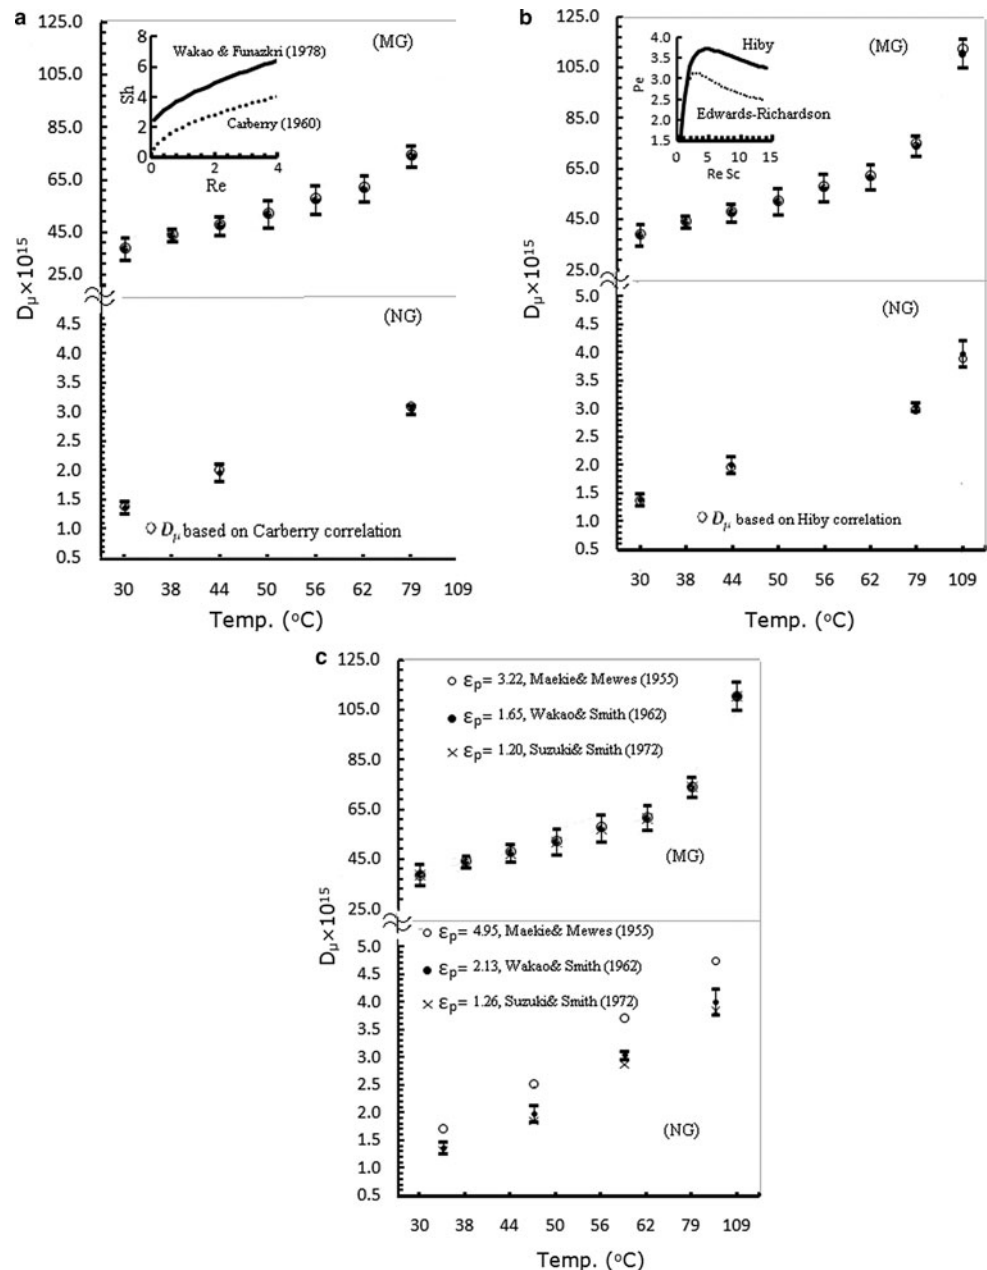 a
125.0
105.0
85.0
65.0
45.0
25.0
(MG)
8
6
4
2
0
Sh
Wakao & Funazkri (1978)
Carberry (1960)
0
2
4
Re
Dμ×10¹⁵
(NG)
4.5
4.0
3.5
3.0
2.5
2.0
1.5
1.0
0.5
Dμ based on Carberry correlation
30 38 44 50 56 62 79 109
Temp. (°C)
b
125.0
105.0
85.0
65.0
45.0
25.0
(MG)
4.0
3.5
3.0
2.5
2.0
1.5
Pe
Hiby
Edwards-Richardson
0 5 10 15
Re Sc
Dμ×10¹⁵
(NG)
5.0
4.5
4.0
3.5
3.0
2.5
2.0
1.5
1.0
0.5
Dμ based on Hiby correlation
30 38 44 50 56 62 79 109
Temp. (°C)
c
125.0
105.0
85.0
65.0
45.0
25.0
εp= 3.22, Maekie& Mewes (1955)
εp= 1.65, Wakao& Smith (1962)
εp= 1.20, Suzuki& Smith (1972)
(MG)
Dμ×10¹⁵
εp= 4.95, Maekie& Mewes (1955)
εp= 2.13, Wakao& Smith (1962)
εp= 1.26, Suzuki& Smith (1972)
5.0
4.5
4.0
3.5
3.0
2.5
2.0
1.5
1.0
0.5
(NG)
30 38 44 50 56 62 79 109
Temp. (°C)